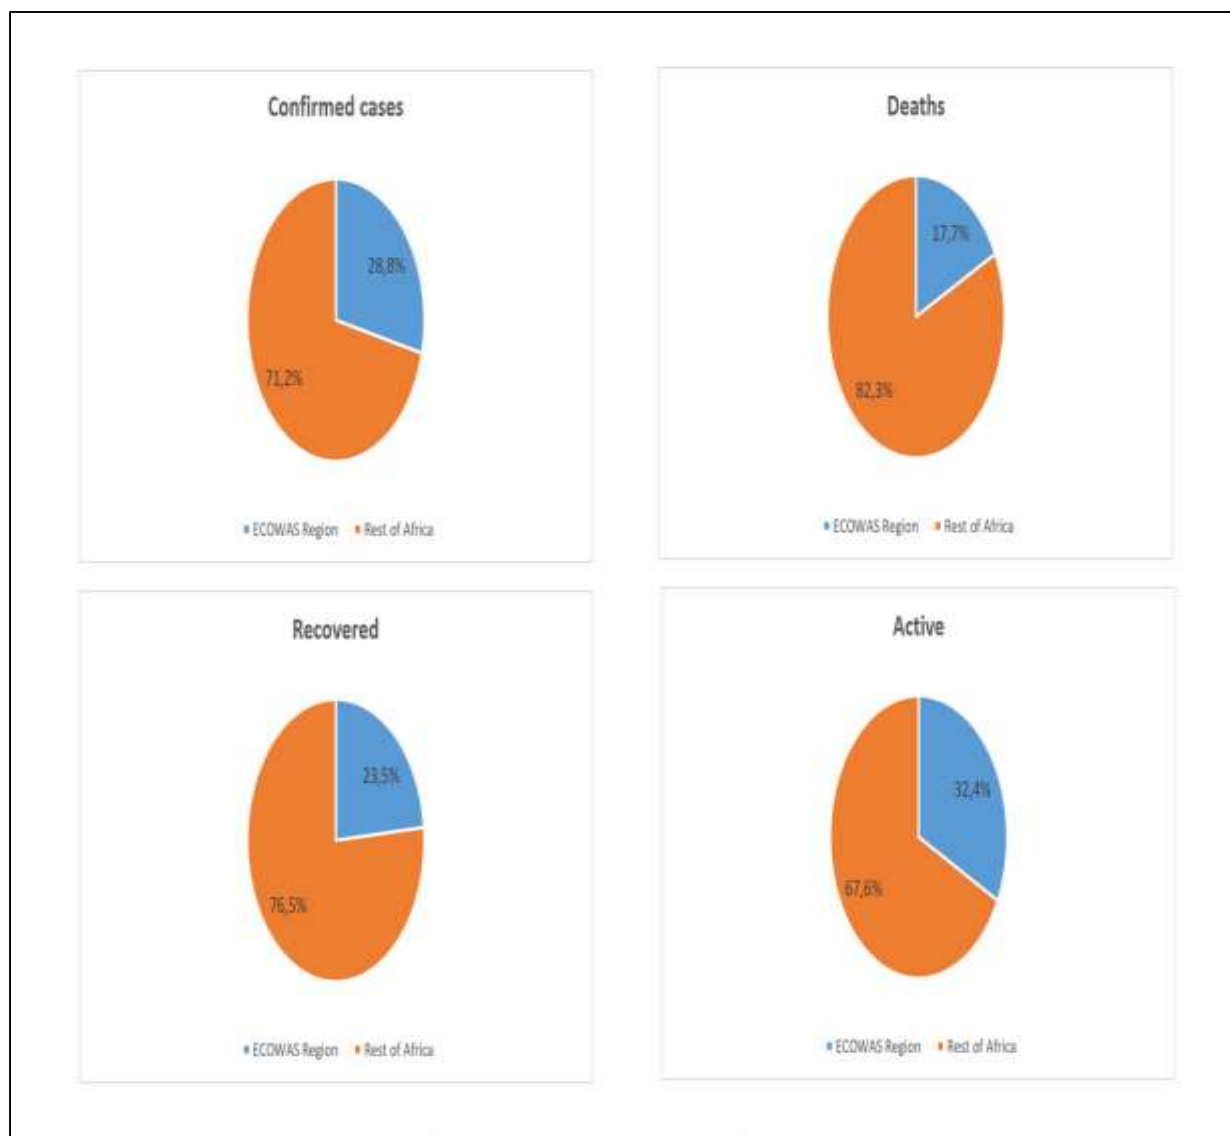 Confirmed cases
28,8%
71,2%
ECOWAS Region Rest of Africa
Deaths
17,7%
82,3%
ECOWAS Region Rest of Africa
Recovered
23,5%
76,5%
ECOWAS Region Rest of Africa
Active
32,4%
67,6%
ECOWAS Region Rest of Africa